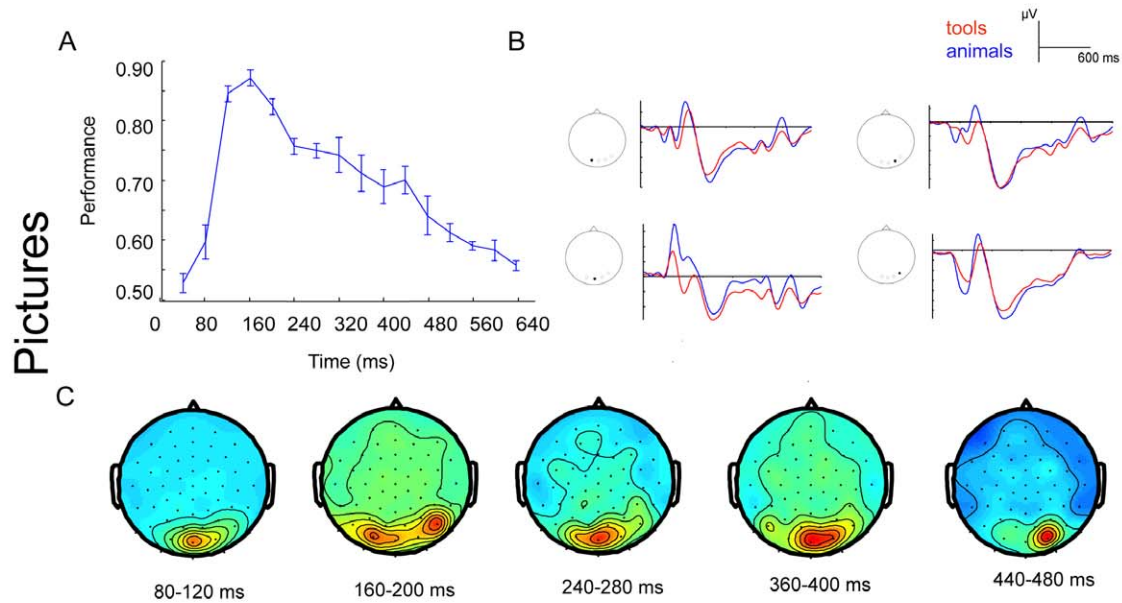 Pictures
A
Performance
0.90
0.80
0.70
0.60
0.50
0 80 160 240 320 400 480 560 640
Time (ms)
B
tools
animals
µV
600 ms
C
80-120 ms
160-200 ms
240-280 ms
360-400 ms
440-480 ms